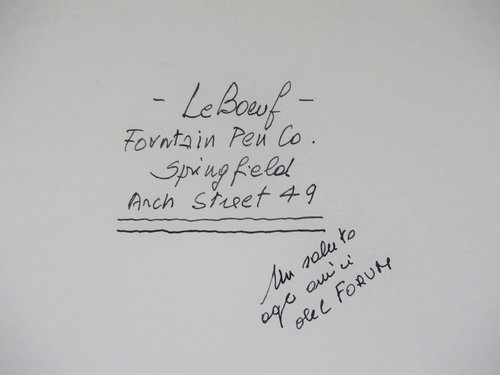 - LeBoeuf -
Fountain Pen Co.
Springfield
Arch Street 49
Un saluto
agli amici
del FORUM